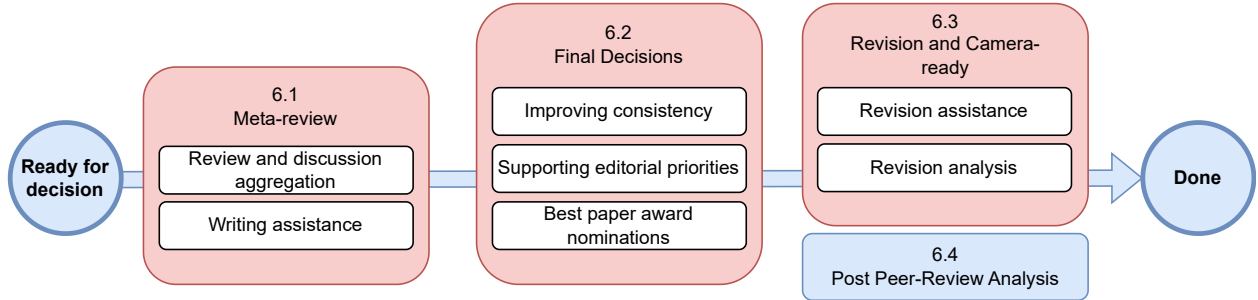 Ready for
decision
6.1
Meta-review
Review and discussion
aggregation
Writing assistance
6.2
Final Decisions
Improving consistency
Supporting editorial priorities
Best paper award
nominations
6.3
Revision and Camera-
ready
Revision assistance
Revision analysis
6.4
Post Peer-Review Analysis
Done